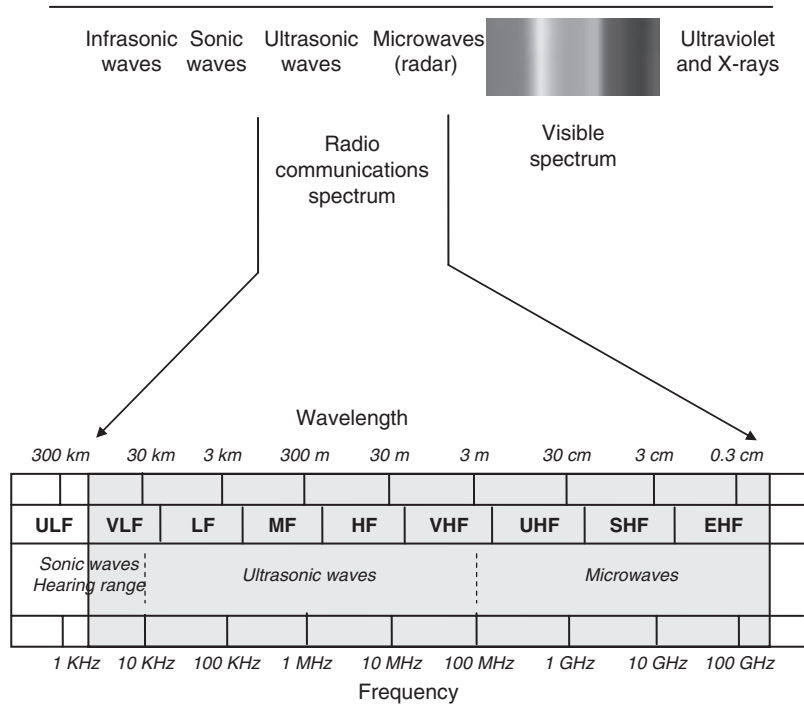 Infrasonic waves
Sonic waves
Ultrasonic waves
Microwaves (radar)
Ultraviolet and X-rays
Radio communications spectrum
Visible spectrum
Wavelength
300 km 30 km 3 km 300 m 30 m 3 m 30 cm 3 cm 0.3 cm
ULF VLF LF MF HF VHF UHF SHF EHF
Sonic waves
Hearing range
Ultrasonic waves
Microwaves
1 KHz 10 KHz 100 KHz 1 MHz 10 MHz 100 MHz 1 GHz 10 GHz 100 GHz
Frequency